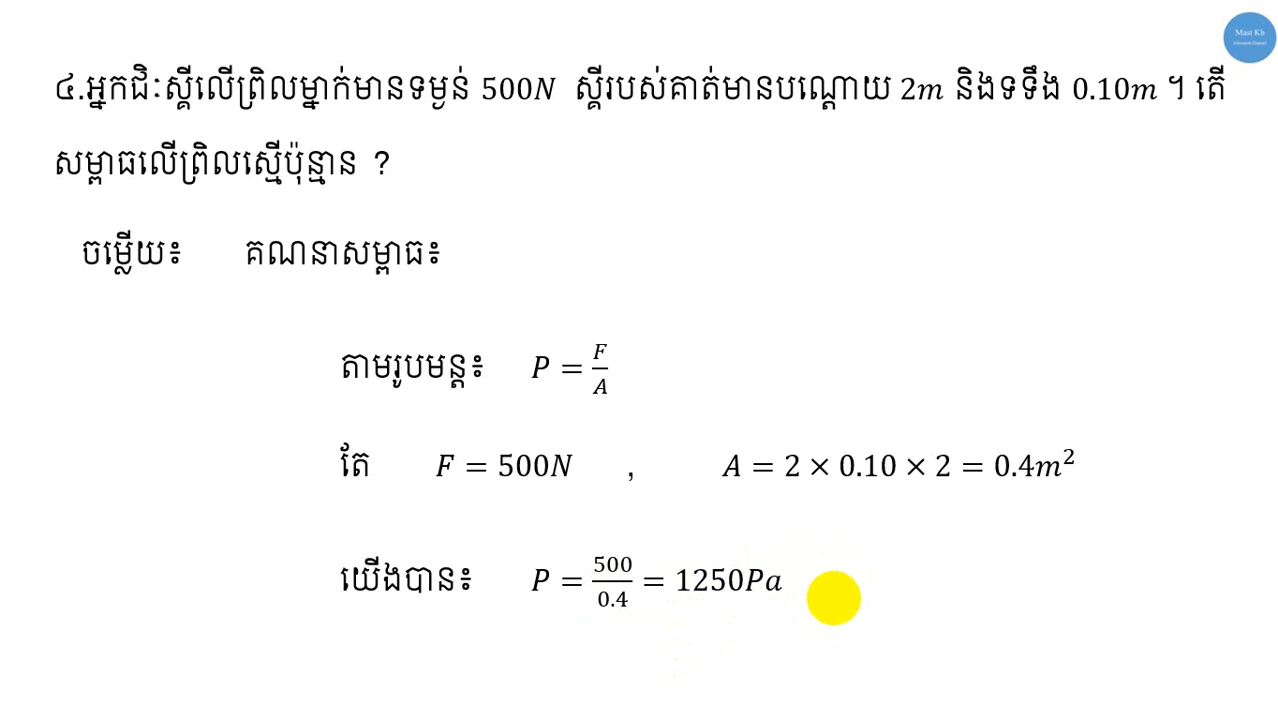 Mast Kh
Education Channel
៤.អ្នកជិះស្គីលើព្រិលម្នាក់មានទម្ងន់ 500N ស្គីរបស់គាត់មានបណ្តោយ 2m និងទទឹង 0.10m ។ តើ
សម្ពាធលើព្រិលស្មើប៉ុន្មាន ?
ចម្លើយ៖ គណនាសម្ពាធ៖
តាមរូបមន្ត៖ P = F/A
តែ F = 500N , A = 2 × 0.10 × 2 = 0.4m²
យើងបាន៖ P = 500/0.4 = 1250Pa